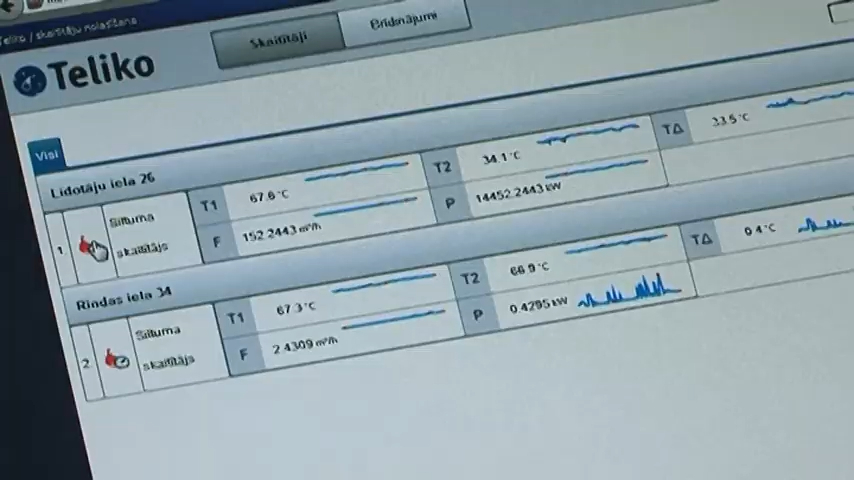 Teliko / skaitītāju nolasīšana
Teliko
Skaitītāji
Brīdinājumi
Visi
Lidotāju iela 26
1 Siltuma skaitītājs
T1 67.6 °C T2 34.1 °C TΔ 33.5 °C
F 152.2443 m³/h P 14452.2443 kW
Rindas iela 34
2 Siltuma skaitītājs
T1 67.3 °C T2 66.9 °C TΔ 0.4 °C
F 2.4309 m³/h P 0.4295 kW